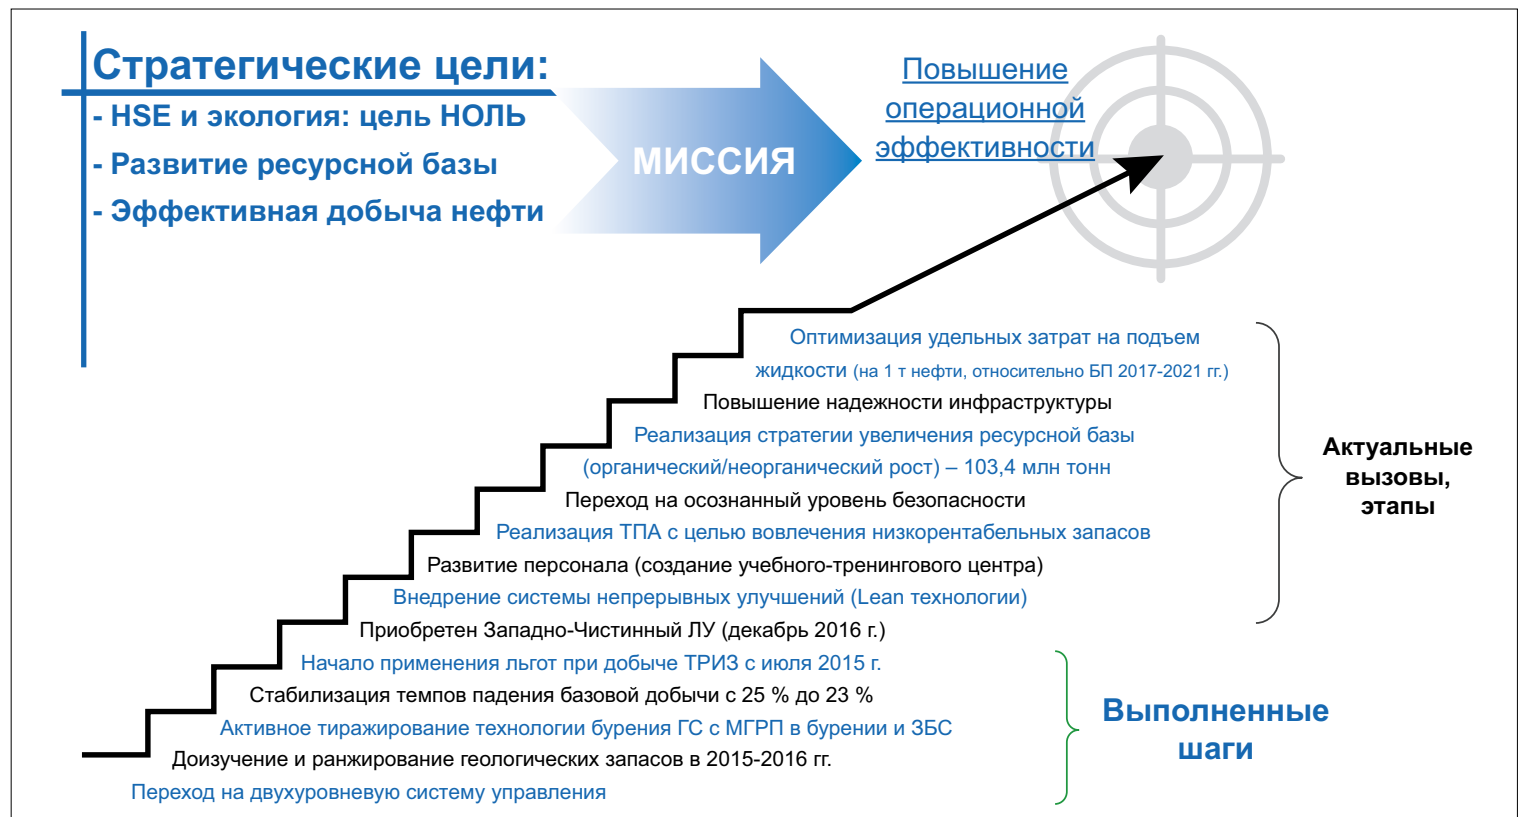 Стратегические цели:
- HSE и экология: цель НОЛЬ
- Развитие ресурсной базы
- Эффективная добыча нефти
МИССИЯ
Повышение
операционной
эффективности
Оптимизация удельных затрат на подъем
жидкости (на 1 т нефти, относительно БП 2017-2021 гг.)
Повышение надежности инфраструктуры
Реализация стратегии увеличения ресурсной базы
(органический/неорганический рост) – 103,4 млн тонн
Переход на осознанный уровень безопасности
Реализация ТПА с целью вовлечения низкорентабельных запасов
Развитие персонала (создание учебного-тренингового центра)
Внедрение системы непрерывных улучшений (Lean технологии)
Приобретен Западно-Чистинный ЛУ (декабрь 2016 г.)
Начало применения льгот при добыче ТРИЗ с июля 2015 г.
Стабилизация темпов падения базовой добычи с 25 % до 23 %
Активное тиражирование технологии бурения ГС с МГРП в бурении и ЗБС
Доизучение и ранжирование геологических запасов в 2015-2016 гг.
Переход на двухуровневую систему управления
Актуальные
вызовы,
этапы
Выполненные
шаги